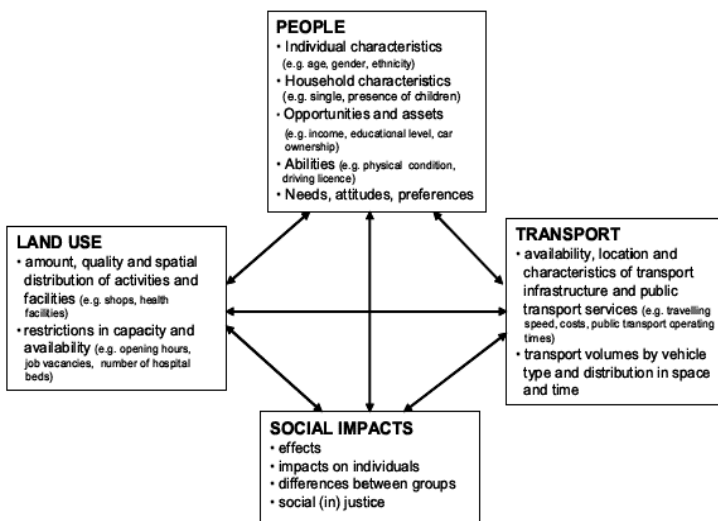 PEOPLE
• Individual characteristics
(e.g. age, gender, ethnicity)
• Household characteristics
(e.g. single, presence of children)
• Opportunities and assets
(e.g. income, educational level, car
ownership)
• Abilities (e.g. physical condition,
driving licence)
• Needs, attitudes, preferences
LAND USE
• amount, quality and spatial
distribution of activities and
facilities (e.g. shops, health
facilities)
• restrictions in capacity and
availability (e.g. opening hours,
job vacancies, number of hospital
beds)
TRANSPORT
• availability, location and
characteristics of transport
infrastructure and public
transport services (e.g. travelling
speed, costs, public transport operating
times)
• transport volumes by vehicle
type and distribution in space
and time
SOCIAL IMPACTS
• effects
• impacts on individuals
• differences between groups
• social (in) justice